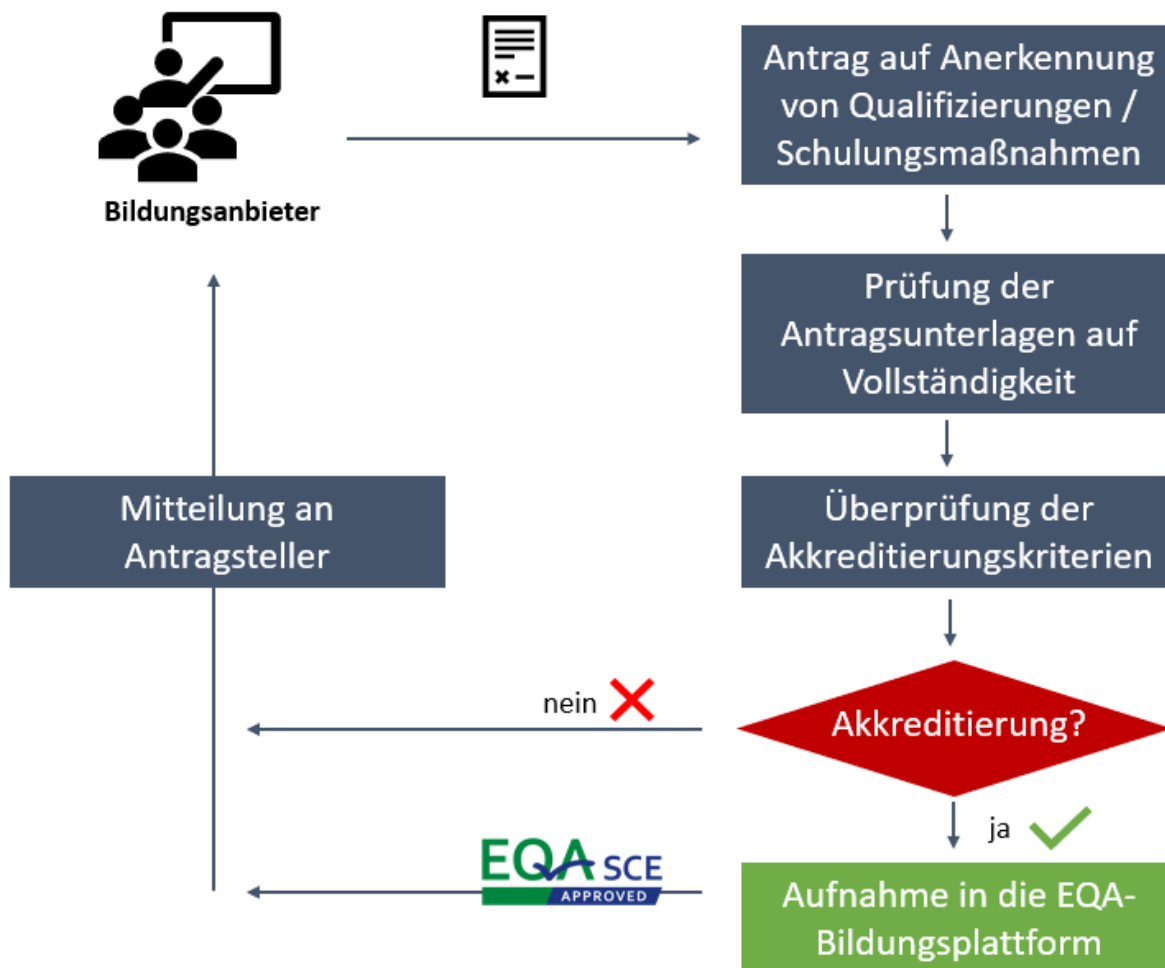 Bildungsanbieter
Antrag auf Anerkennung
von Qualifizierungen /
Schulungsmaßnahmen
Prüfung der
Antragsunterlagen auf
Vollständigkeit
Überprüfung der
Akkreditierungskriterien
Mitteilung an
Antragsteller
Akkreditierung?
nein
ja
EQA SCE
APPROVED
Aufnahme in die EQA-
Bildungsplattform